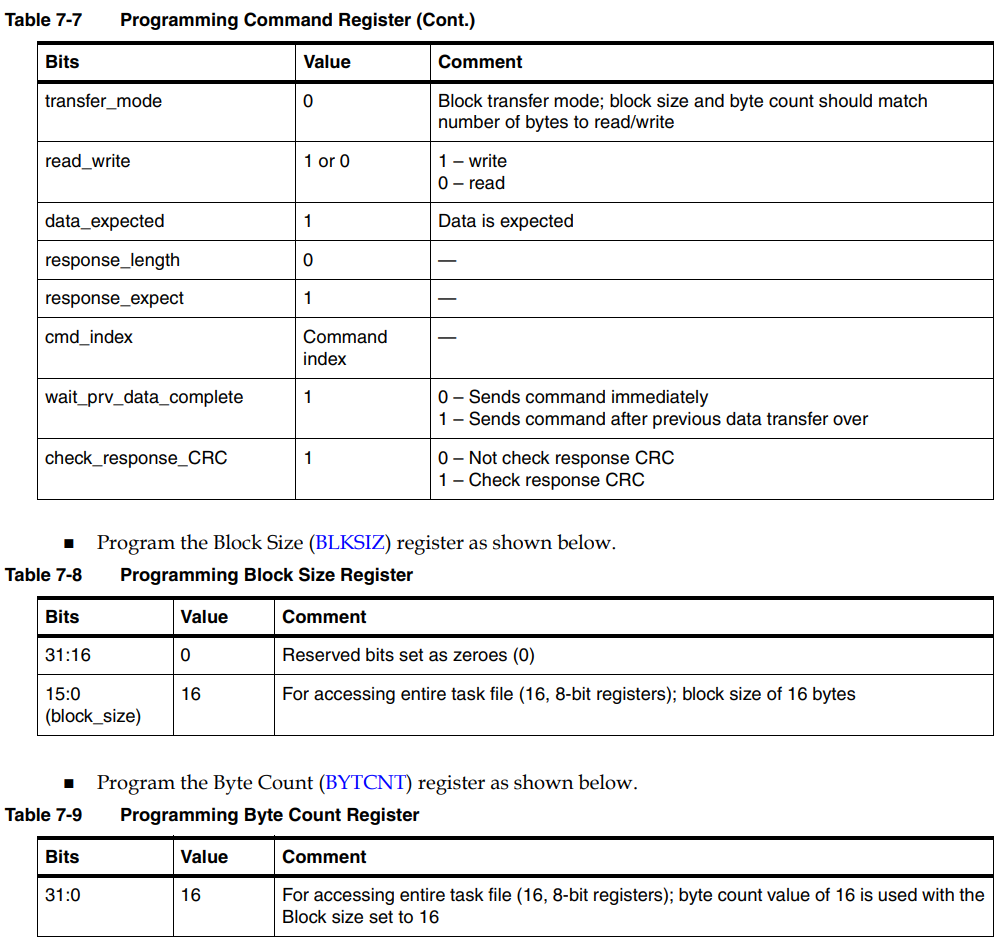 Table 7-7 Programming Command Register (Cont.)
Bits Value Comment
transfer_mode 0 Block transfer mode; block size and byte count should match
number of bytes to read/write
read_write 1 or 0 1 – write
0 – read
data_expected 1 Data is expected
response_length 0 —
response_expect 1 —
cmd_index Command —
index
wait_prv_data_complete 1 0 – Sends command immediately
1 – Sends command after previous data transfer over
check_response_CRC 1 0 – Not check response CRC
1 – Check response CRC
■ Program the Block Size (BLKSIZ) register as shown below.
Table 7-8 Programming Block Size Register
Bits Value Comment
31:16 0 Reserved bits set as zeroes (0)
15:0 16 For accessing entire task file (16, 8-bit registers); block size of 16 bytes
(block_size)
■ Program the Byte Count (BYTCNT) register as shown below.
Table 7-9 Programming Byte Count Register
Bits Value Comment
31:0 16 For accessing entire task file (16, 8-bit registers); byte count value of 16 is used with the
Block size set to 16